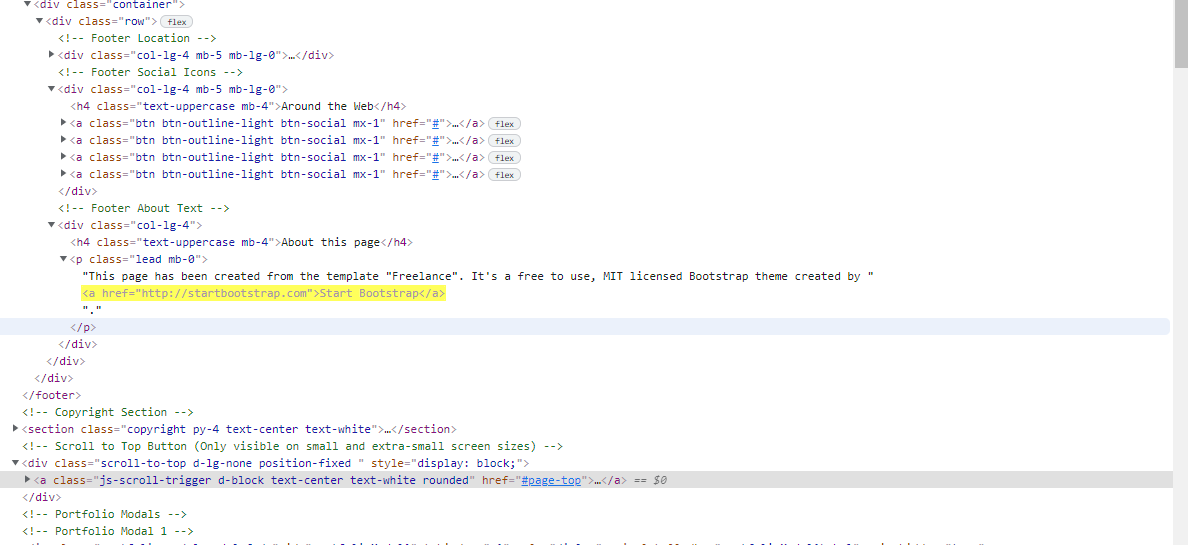 <div class="container">
<div class="row"> flex
<!-- Footer Location -->
<div class="col-lg-4 mb-5 mb-lg-0">…</div>
<!-- Footer Social Icons -->
<div class="col-lg-4 mb-5 mb-lg-0">
<h4 class="text-uppercase mb-4">Around the Web</h4>
<a class="btn btn-outline-light btn-social mx-1" href="#">…</a> flex
<a class="btn btn-outline-light btn-social mx-1" href="#">…</a> flex
<a class="btn btn-outline-light btn-social mx-1" href="#">…</a> flex
<a class="btn btn-outline-light btn-social mx-1" href="#">…</a> flex
</div>
<!-- Footer About Text -->
<div class="col-lg-4">
<h4 class="text-uppercase mb-4">About this page</h4>
<p class="lead mb-0">
"This page has been created from the template "Freelance". It's a free to use, MIT licensed Bootstrap theme created by "
<a href="http://startbootstrap.com">Start Bootstrap</a>
"."
</p>
</div>
</div>
</div>
</footer>
<!-- Copyright Section -->
<section class="copyright py-4 text-center text-white">…</section>
<!-- Scroll to Top Button (Only visible on small and extra-small screen sizes) -->
<div class="scroll-to-top d-lg-none position-fixed " style="display: block;">
<a class="js-scroll-trigger d-block text-center text-white rounded" href="#page-top">…</a> == $0
</div>
<!-- Portfolio Modals -->
<!-- Portfolio Modal 1 -->